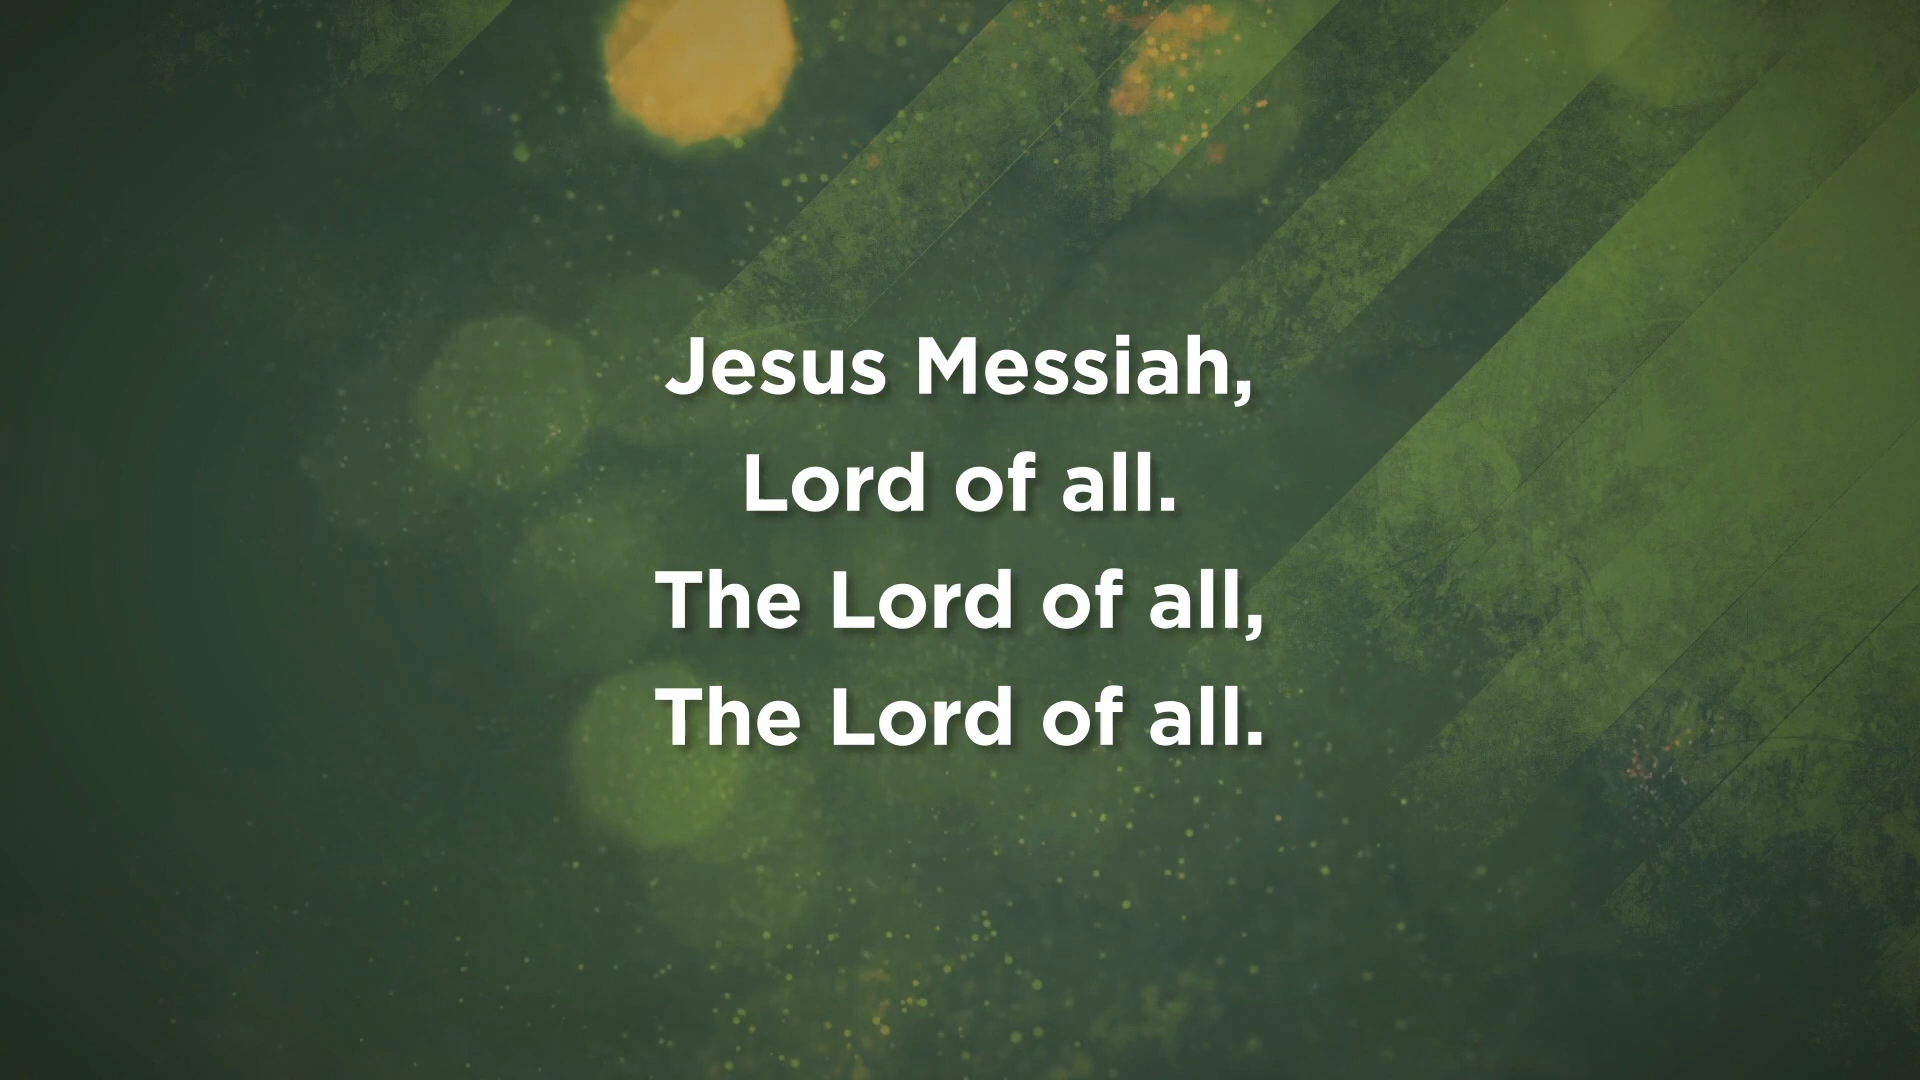 Jesus Messiah,
Lord of all.
The Lord of all,
The Lord of all.